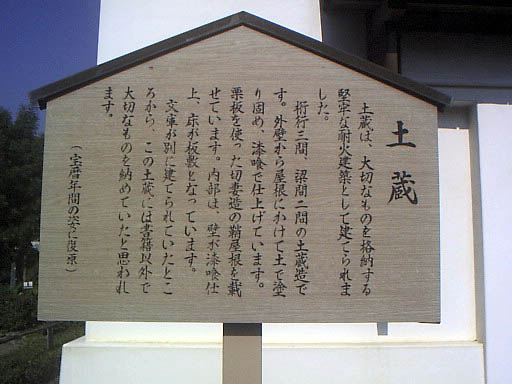 土蔵
土蔵は、大切なものを格納する
堅牢な耐火建築として建てられま
した。
桁行三間、梁間二間の土蔵造で
す。外壁から屋根にかけて土で塗
り固め、漆喰で仕上げています。
栗板を使った切妻造の鞘屋根を載
せています。内部は、壁が漆喰仕
上、床が板敷となっています。
文庫が別に建てられていたとこ
ろから、この土蔵には書籍以外で
大切なものを納めていたと思われ
ます。
（宝暦年間の姿に復原）